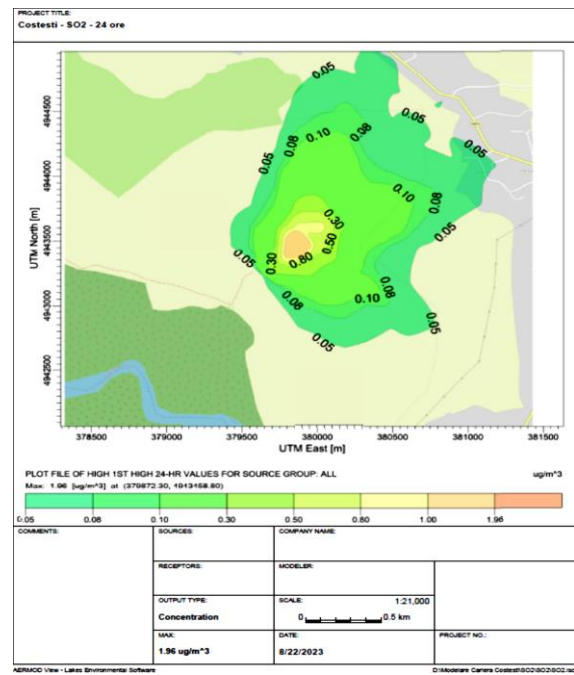 PROJECT TITLE:
Costesti - SO2 - 24 ore
UTM North [m]
4942500 4943000 4943500 4944000 4944500
0.05
0.05
0.08
0.10
0.08
0.05
0.05
0.10
0.08
0.30
0.50
0.05
0.05
0.30
0.80
0.08
0.10
0.08
0.05
0.05
378500 379000 379500 380000 380500 381000 381500
UTM East [m]
PLOT FILE OF HIGH 1ST HIGH 24-HR VALUES FOR SOURCE GROUP: ALL ug/m^3
Max: 1.96 [ug/m^3] at (379872.30, 4943458.80)
0.05 0.08 0.10 0.30 0.50 0.80 1.00 1.96
COMMENTS: SOURCES: COMPANY NAME:
RECEPTORS: MODELER:
OUTPUT TYPE: SCALE: 1:21,000
Concentration 0 0.5 km
MAX: DATE: PROJECT NO.:
1.96 ug/m^3 8/22/2023
AERMOD View - Lakes Environmental Software